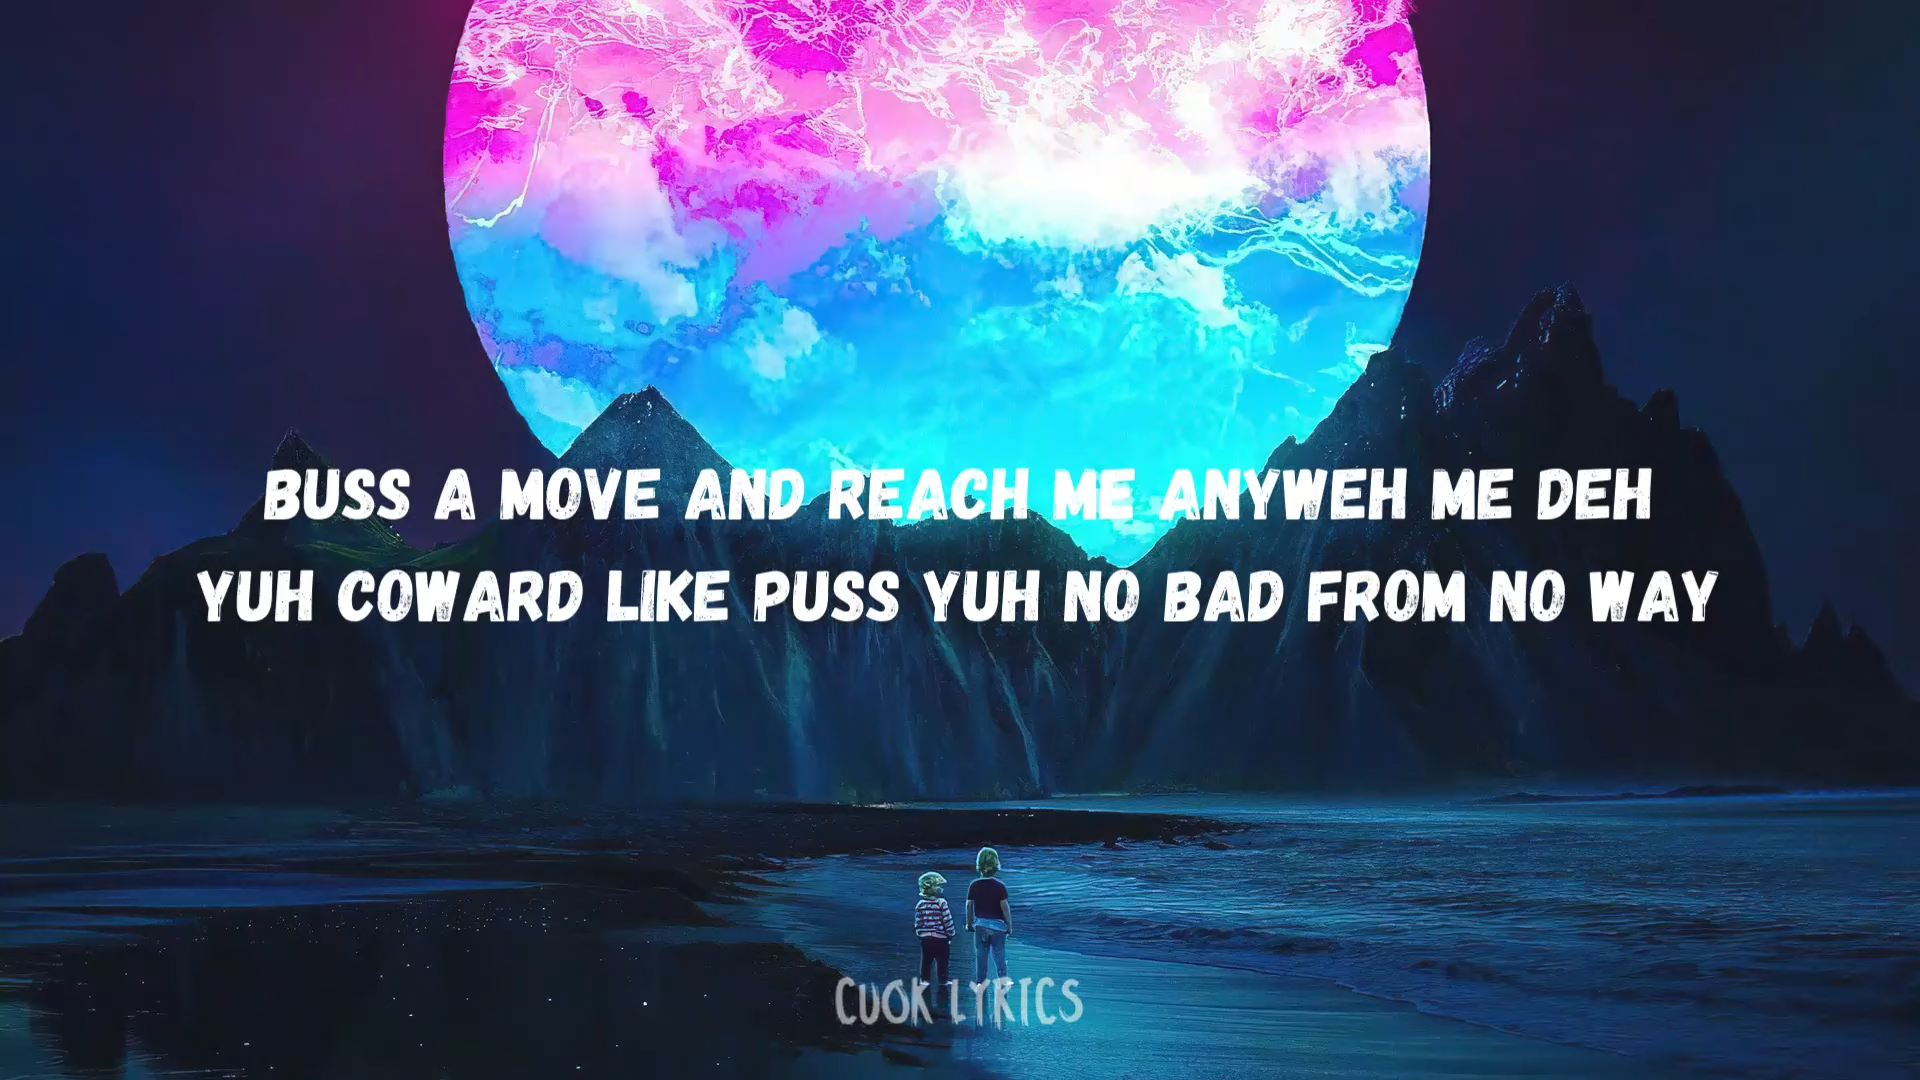 BUSS A MOVE AND REACH ME ANYWEH ME DEH
YUH COWARD LIKE PUSS YUH NO BAD FROM NO WAY
CUOK LYRICS